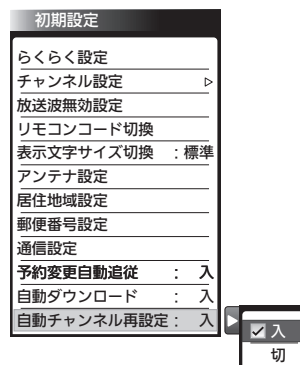 初期設定
らくらく設定
チャンネル設定
放送波無効設定
リモコンコード切換
表示文字サイズ切換 : 標準
アンテナ設定
居住地域設定
郵便番号設定
通信設定
予約変更自動追従 : 入
自動ダウンロード : 入
自動チャンネル再設定 : 入
入
切